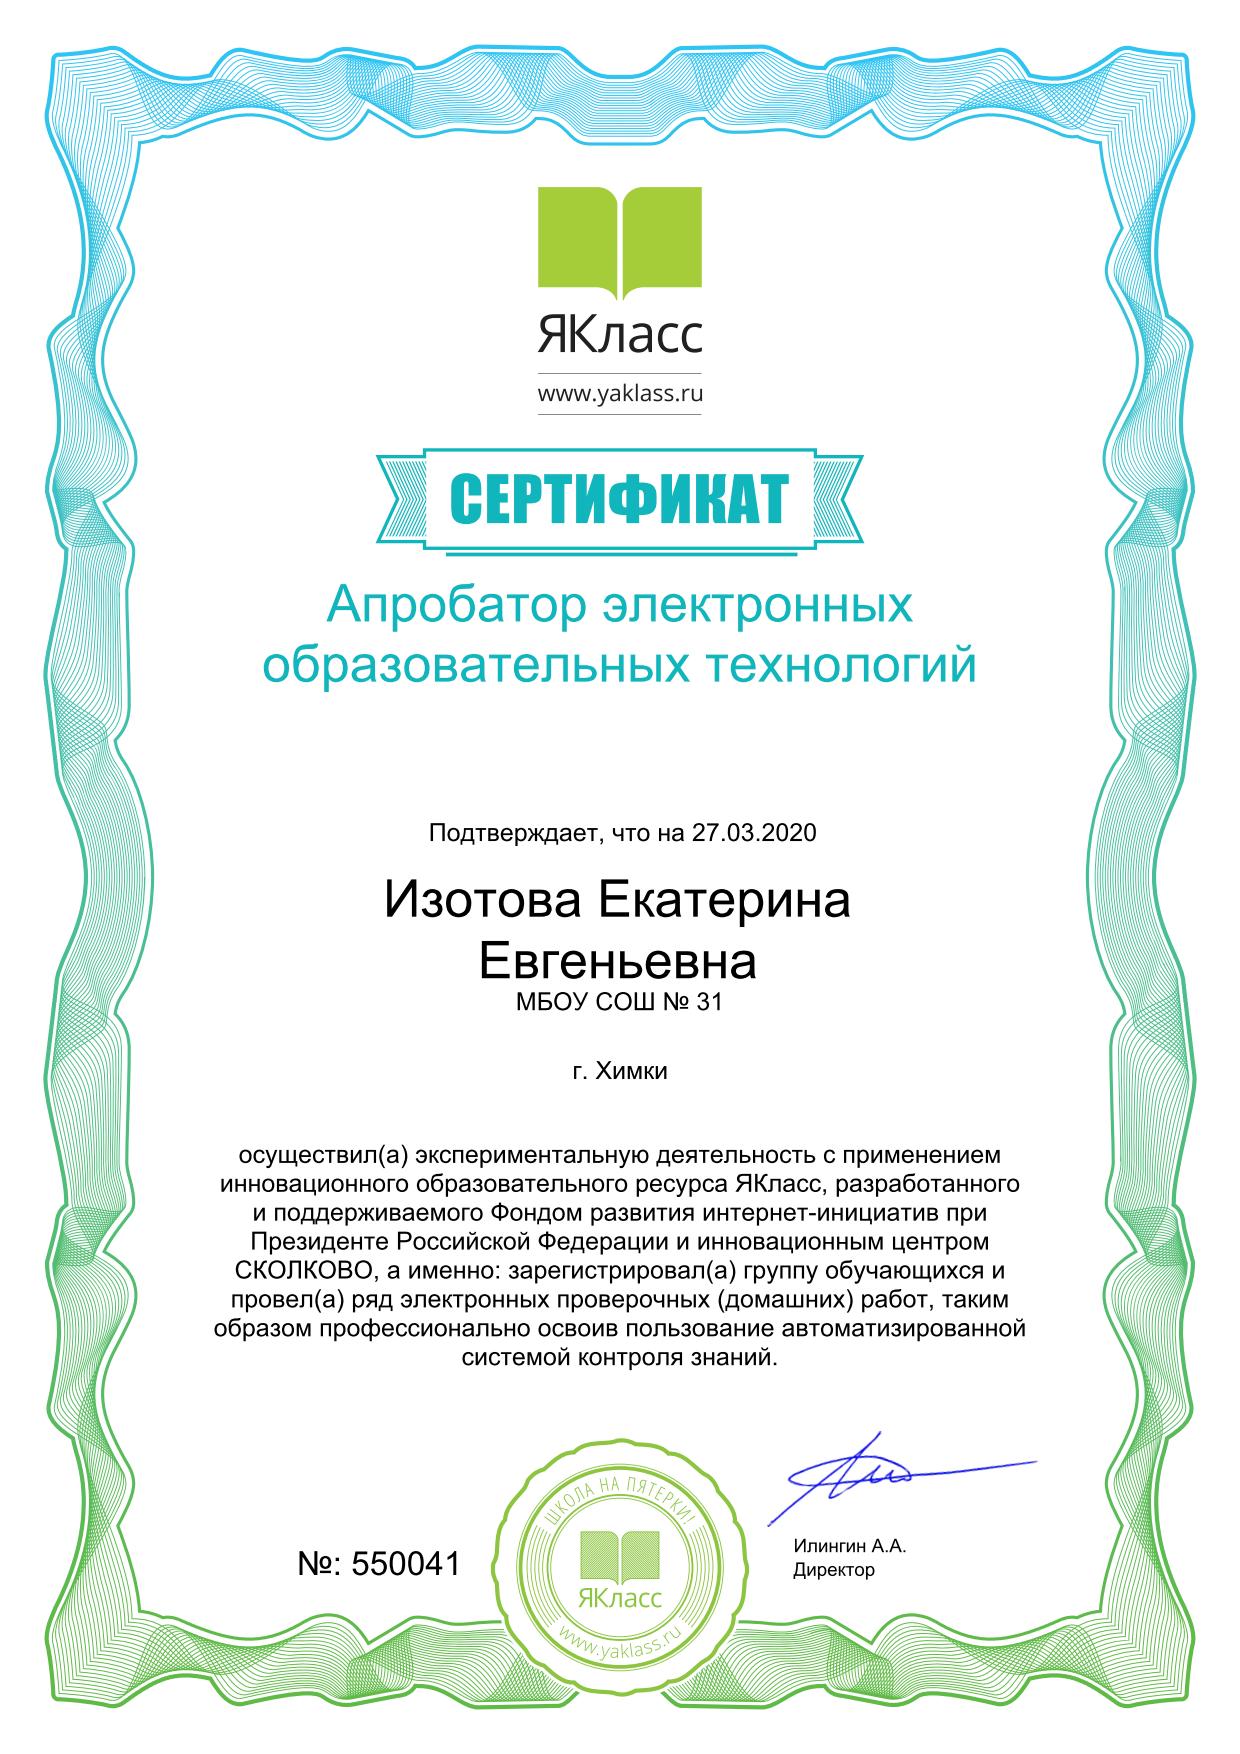 ЯКласс
www.yaklass.ru
СЕРТИФИКАТ
Апробатор электронных
образовательных технологий
Подтверждает, что на 27.03.2020
Изотова Екатерина
Евгеньевна
МБОУ СОШ № 31
г. Химки
осуществил(а) экспериментальную деятельность с применением
инновационного образовательного ресурса ЯКласс, разработанного
и поддерживаемого Фондом развития интернет-инициатив при
Президенте Российской Федерации и инновационным центром
СКОЛКОВО, а именно: зарегистрировал(а) группу обучающихся и
провел(а) ряд электронных проверочных (домашних) работ, таким
образом профессионально освоив пользование автоматизированной
системой контроля знаний.
№: 550041
ШКОЛА НА ПЯТЕРКИ!
ЯКласс
www.yaklass.ru
Илингин А.А.
Директор